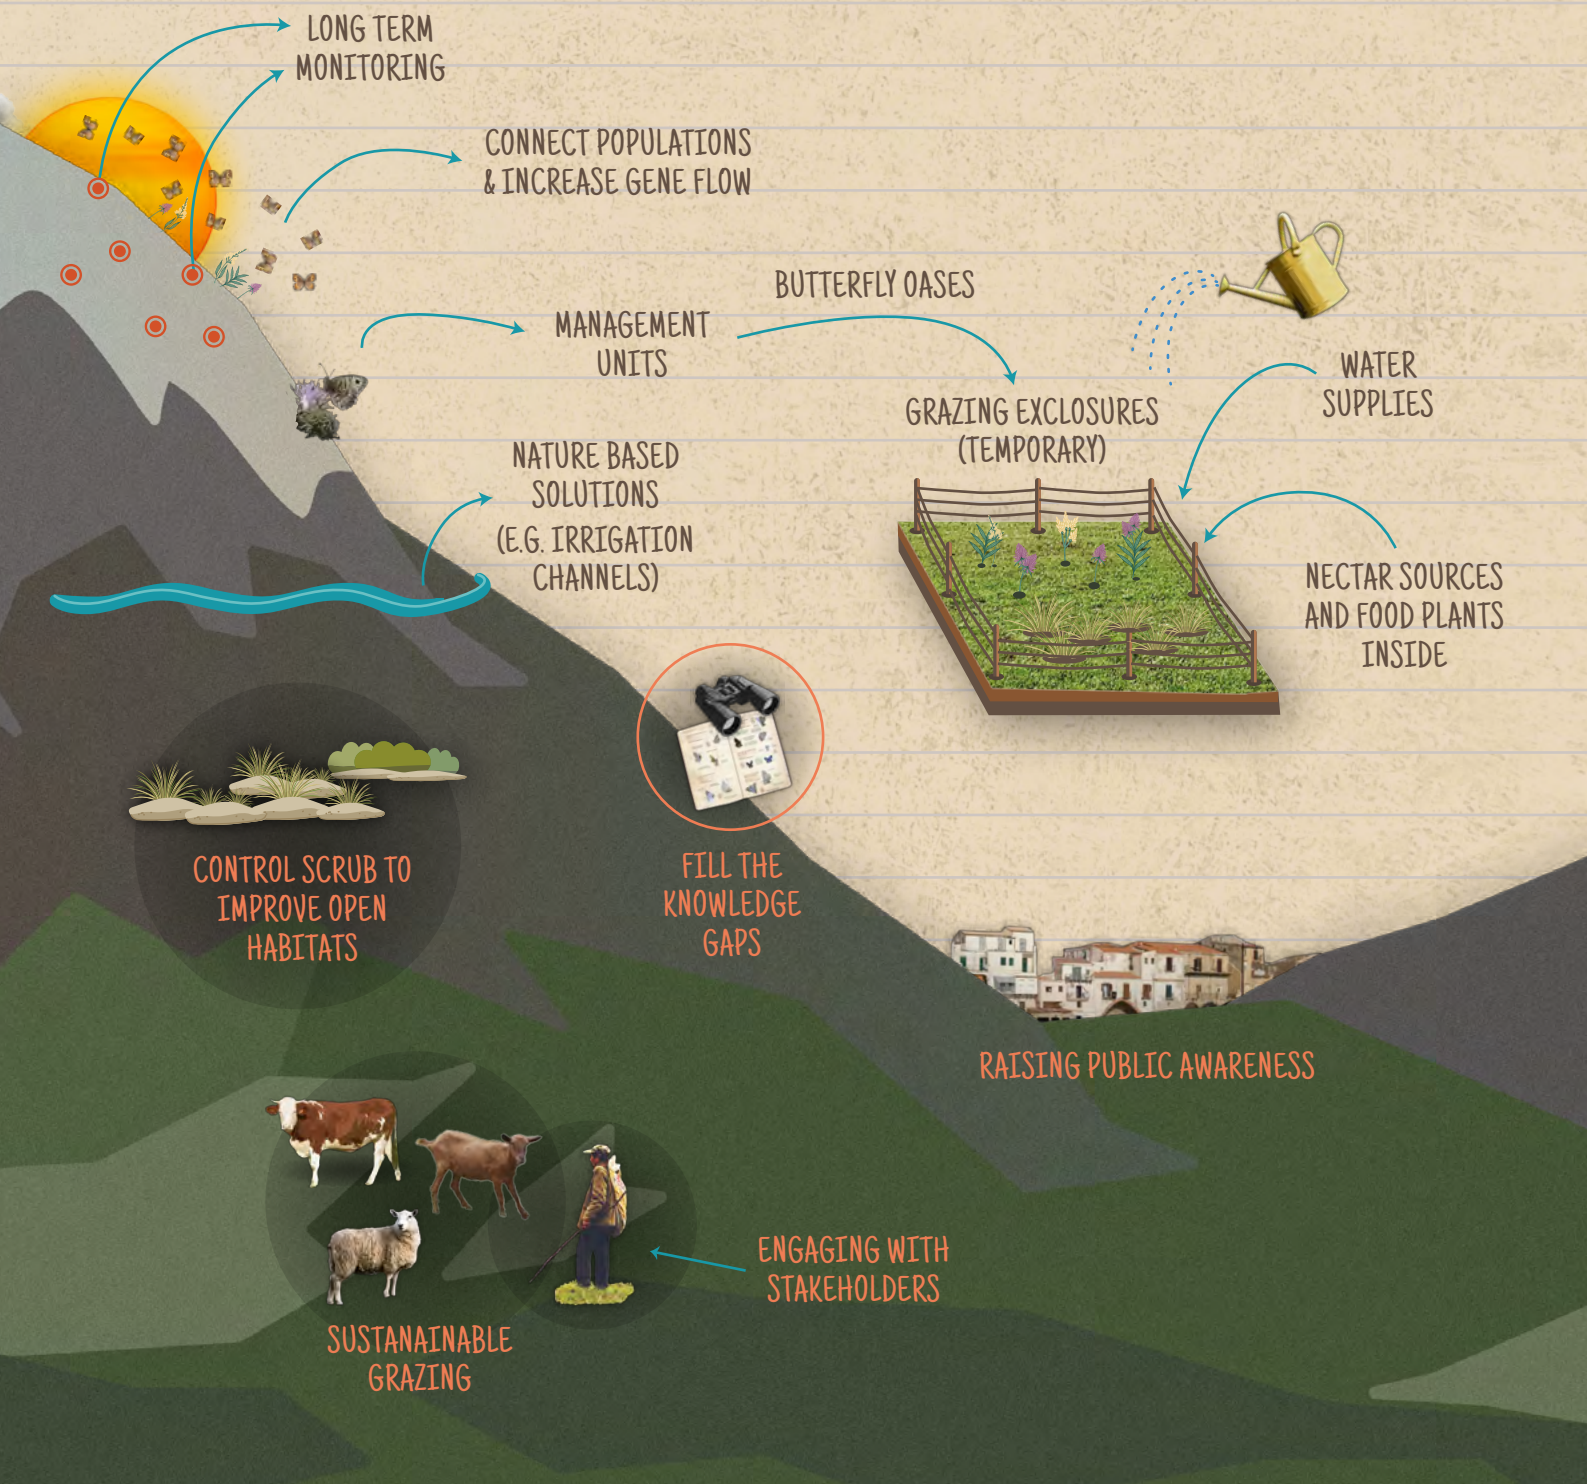 LONG TERM
MONITORING
CONNECT POPULATIONS
& INCREASE GENE FLOW
BUTTERFLY OASES
MANAGEMENT
UNITS
WATER
SUPPLIES
GRAZING EXCLOSURES
(TEMPORARY)
NATURE BASED
SOLUTIONS
(E.G. IRRIGATION
CHANNELS)
NECTAR SOURCES
AND FOOD PLANTS
INSIDE
CONTROL SCRUB TO
IMPROVE OPEN
HABITATS
FILL THE
KNOWLEDGE
GAPS
RAISING PUBLIC AWARENESS
ENGAGING WITH
STAKEHOLDERS
SUSTANAINABLE
GRAZING